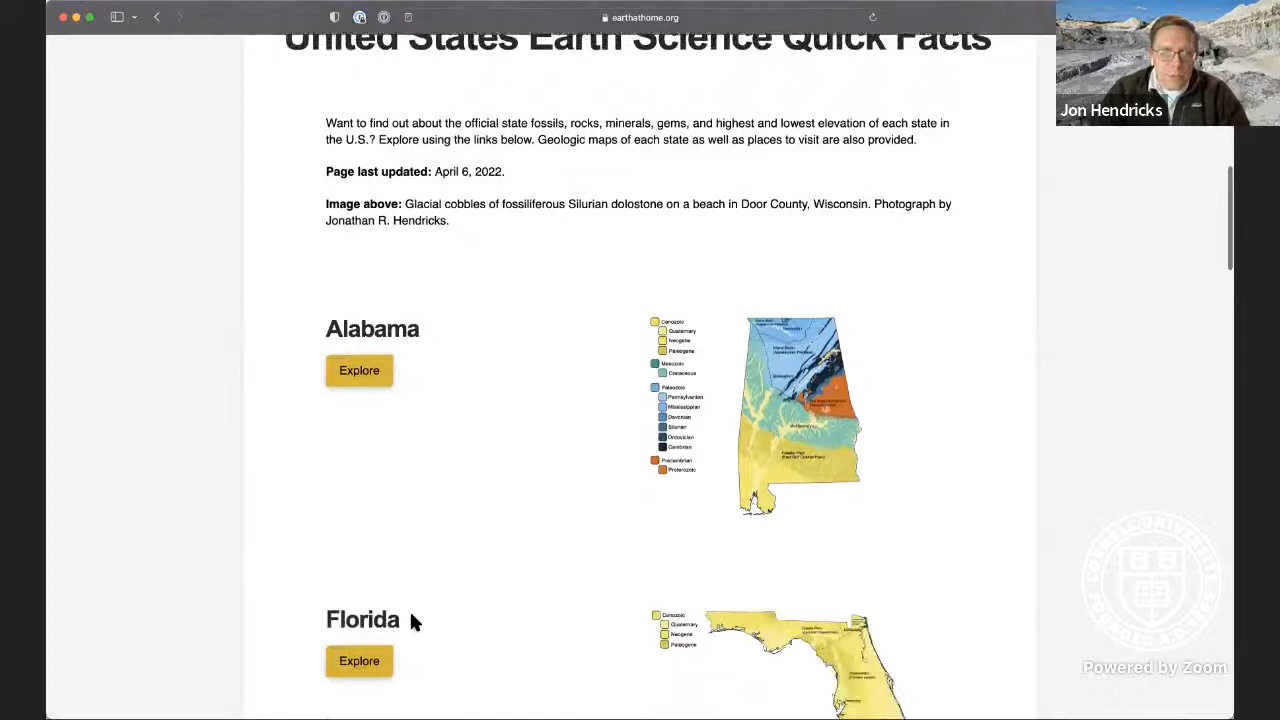 earthathome.org
United States Earth Science Quick Facts
Jon Hendricks
Want to find out about the official state fossils, rocks, minerals, gems, and highest and lowest elevation of each state in
the U.S.? Explore using the links below. Geologic maps of each state as well as places to visit are also provided.
Page last updated: April 6, 2022.
Image above: Glacial cobbles of fossiliferous Silurian dolostone on a beach in Door County, Wisconsin. Photograph by
Jonathan R. Hendricks.
Alabama
Explore
Cenozoic
Quaternary
Neogene
Paleogene
Mesozoic
Cretaceous
Paleozoic
Pennsylvanian
Mississippian
Devonian
Silurian
Ordovician
Cambrian
Precambrian
Proterozoic
Florida
Explore
Cenozoic
Quaternary
Neogene
Paleogene
CORNELL UNIVERSITY
Powered by Zoom